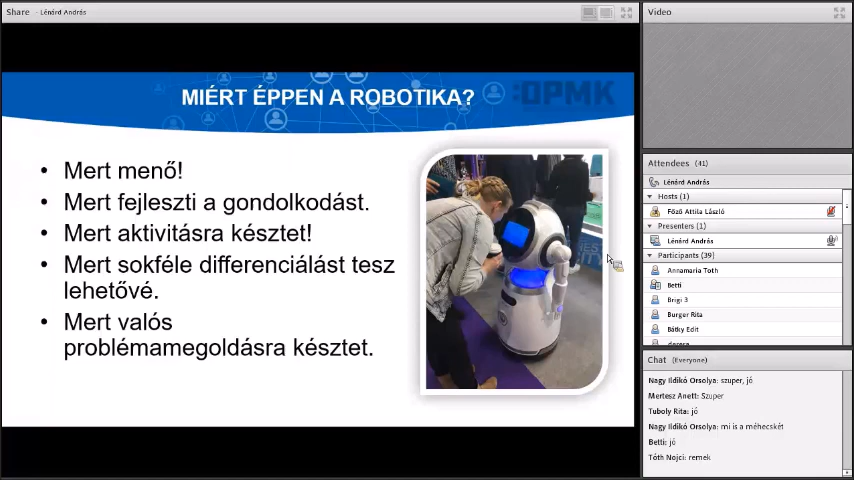 Share - Lénárd András
MIÉRT ÉPPEN A ROBOTIKA?
OPMK
• Mert menő!
• Mert fejleszti a gondolkodást.
• Mert aktivitásra késztet!
• Mert sokféle differenciálást tesz
lehetővé.
• Mert valós
problémamegoldásra késztet.
Video
Attendees (41)
Lénárd András
Hosts (1)
Főző Attila László
Presenters (1)
Lénárd András
Participants (39)
Annamaria Toth
Betti
Brigi 3
Burger Rita
Bátky Edit
Chat (Everyone)
Nagy Ildikó Orsolya: szuper, jó
Mertesz Anett: Szuper
Tuboly Rita: jó
Nagy Ildikó Orsolya: mi is a méhecskét
Betti: jó
Tóth Nojci: remek